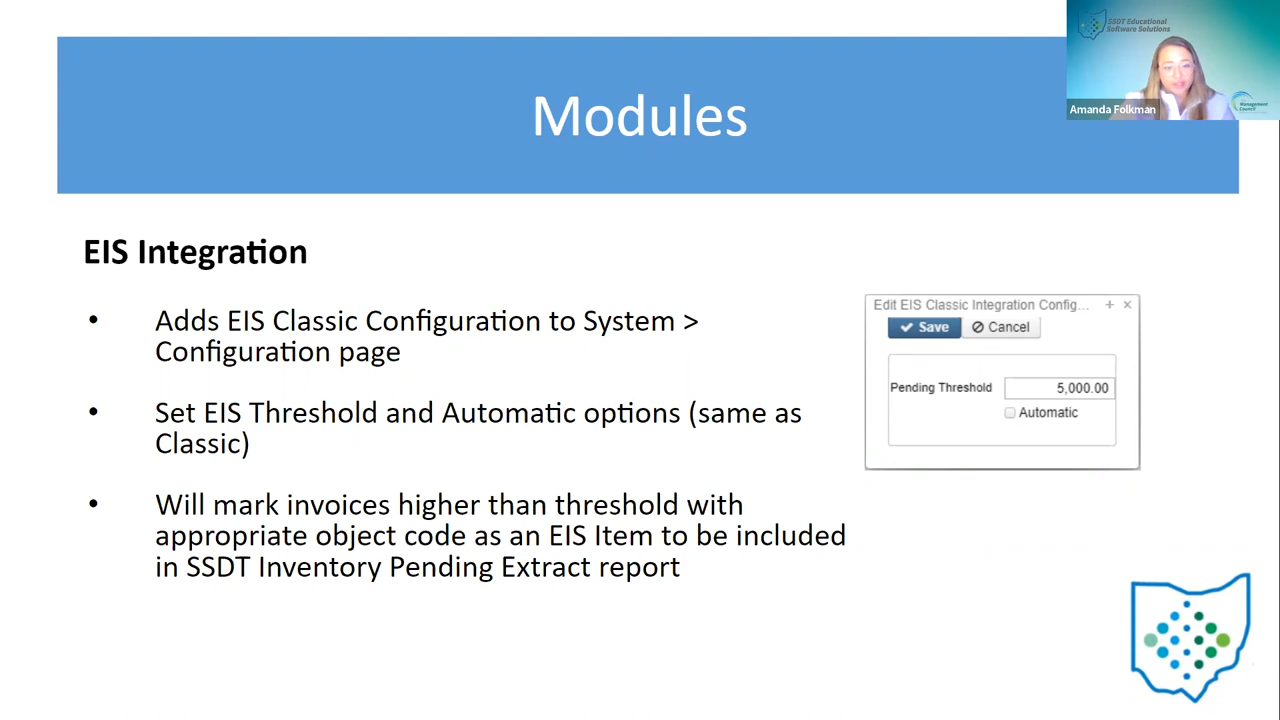 SSDT Educational
Software Solutions
Amanda Folkman
Management
Council
Modules
EIS Integration
• Adds EIS Classic Configuration to System >
Configuration page
• Set EIS Threshold and Automatic options (same as
Classic)
• Will mark invoices higher than threshold with
appropriate object code as an EIS Item to be included
in SSDT Inventory Pending Extract report
Edit EIS Classic Integration Config...
Save Cancel
Pending Threshold 5,000.00
Automatic